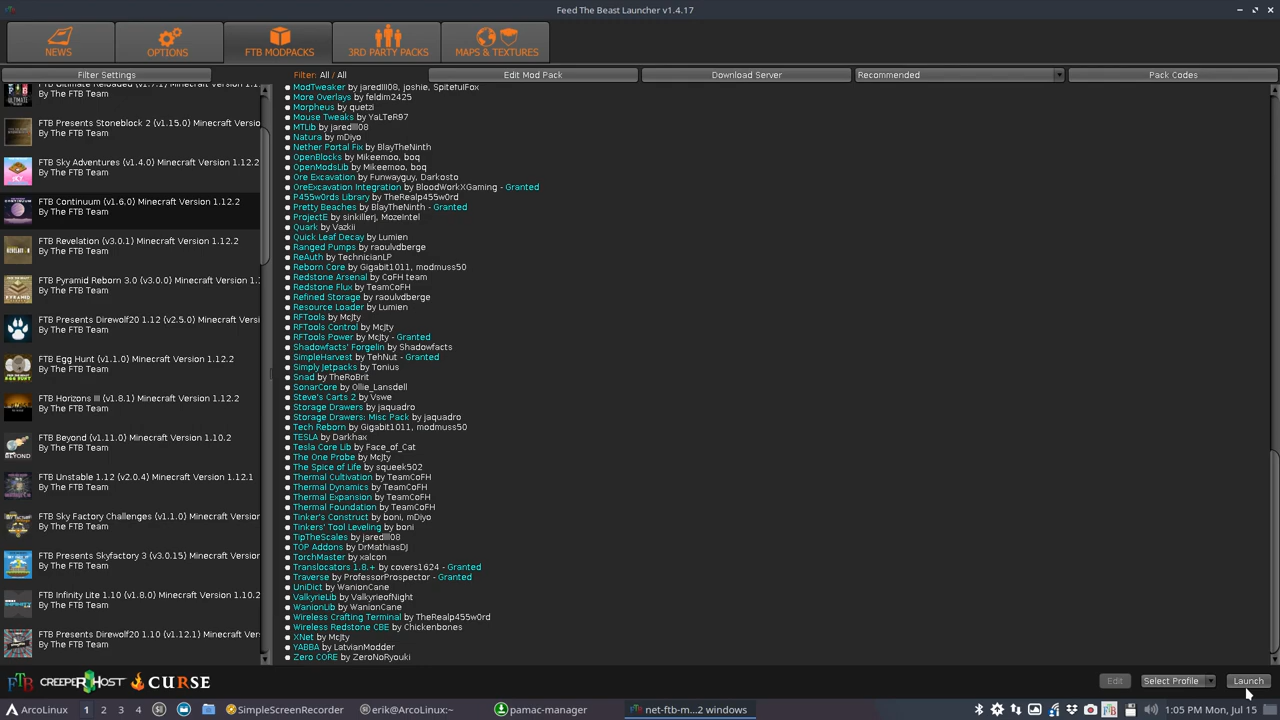 Feed The Beast Launcher v1.4.17
NEWS
OPTIONS
FTB MODPACKS
3RD PARTY PACKS
MAPS & TEXTURES
Filter Settings
Filter: All / All
Edit Mod Pack
Download Server
Recommended
Pack Codes
By The FTB Team
FTB Presents Stoneblock 2 (v1.15.0) Minecraft Versio
By The FTB Team
FTB Sky Adventures (v1.4.0) Minecraft Version 1.12.2
By The FTB Team
FTB Continuum (v1.6.0) Minecraft Version 1.12.2
By The FTB Team
FTB Revelation (v3.0.1) Minecraft Version 1.12.2
By The FTB Team
FTB Pyramid Reborn 3.0 (v3.0.0) Minecraft Version 1.
By The FTB Team
FTB Presents Direwolf20 1.12 (v2.5.0) Minecraft Versi
By The FTB Team
FTB Egg Hunt (v1.1.0) Minecraft Version 1.12.2
By The FTB Team
FTB Horizons III (v1.8.1) Minecraft Version 1.12.2
By The FTB Team
FTB Beyond (v1.11.0) Minecraft Version 1.10.2
By The FTB Team
FTB Unstable 1.12 (v2.0.4) Minecraft Version 1.12.1
By The FTB Team
FTB Sky Factory Challenges (v1.1.0) Minecraft Version
By The FTB Team
FTB Presents Skyfactory 3 (v3.0.15) Minecraft Version
By The FTB Team
FTB Infinity Lite 1.10 (v1.8.0) Minecraft Version 1.10.2
By The FTB Team
FTB Presents Direwolf20 1.10 (v1.12.1) Minecraft Ver
By The FTB Team
ModTweaker by jaredlll08, joshie, SpitefulFox
More Overlays by feldim2425
Morpheus by quetzi
Mouse Tweaks by YaLTeR97
MTLib by jaredlll08
Natura by mDiyo
Nether Portal Fix by BlayTheNinth
OpenBlocks by Mikeemoo, boq
OpenModsLib by Mikeemoo, boq
Ore Excavation by Funwayguy, Darkosto
OreExcavation Integration by BloodWorkXGaming - Granted
P455w0rds Library by TheRealp455w0rd
Pretty Beaches by BlayTheNinth - Granted
ProjectE by sinkillerj, MozeIntel
Quark by Vazkii
Quick Leaf Decay by Lumien
Ranged Pumps by raoulvdberge
ReAuth by TechnicianLP
Reborn Core by Gigabit1011, modmuss50
Redstone Arsenal by CoFH team
Redstone Flux by TeamCoFH
Refined Storage by raoulvdberge
Resource Loader by Lumien
RFTools by McJty
RFTools Control by McJty
RFTools Power by McJty - Granted
Shadowfacts' Forgelin by Shadowfacts
SimpleHarvest by TehNut - Granted
Simply Jetpacks by Tonius
Snad by TheRoBrit
SonarCore by Ollie_Lansdell
Steve's Carts 2 by Vswe
Storage Drawers by jaquadro
Storage Drawers: Misc Pack by jaquadro
Tech Reborn by Gigabit1011, modmuss50
TESLA by Darkhax
Tesla Core Lib by Face_of_Cat
The One Probe by McJty
The Spice of Life by squeek502
Thermal Cultivation by TeamCoFH
Thermal Dynamics by TeamCoFH
Thermal Expansion by TeamCoFH
Thermal Foundation by TeamCoFH
Tinker's Construct by boni, mDiyo
Tinkers' Tool Leveling by boni
TipTheScales by jaredlll08
TOP Addons by DrMathiasDJ
TorchMaster by xalcon
Translocators 1.8.+ by covers1624 - Granted
Traverse by ProfessorProspector - Granted
UniDict by WanionCane
ValkyrieLib by ValkyrieofNight
WanionLib by WanionCane
Wireless Crafting Terminal by TheRealp455w0rd
Wireless Redstone CBE by Chickenbones
XNet by McJty
YABBA by LatvianModder
Zero CORE by ZeroNoRyouki
FTB
CREEPERHOST
CURSE
Edit
Select Profile
Launch
ArcoLinux
1 2 3 4
SimpleScreenRecorder
erik@ArcoLinux:~
pamac-manager
net-ftb-m...2 windows
1:05 PM Mon, Jul 15